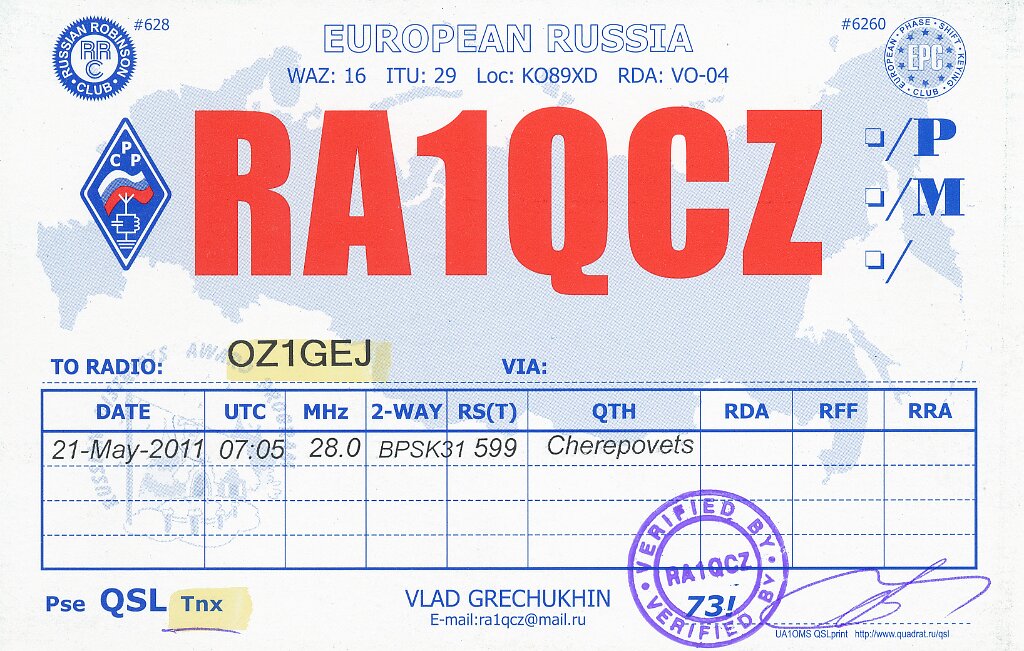 RUSSIAN ROBINSON CLUB
RRC
#628
EUROPEAN RUSSIA
#6260
EUROPEAN PHASE SHIFT KEYING CLUB
EPC
WAZ: 16 ITU: 29 Loc: KO89XD RDA: VO-04
СРР
RA1QCZ
/P
/M
/
TO RADIO: OZ1GEJ VIA:
DATE UTC MHz 2-WAY RS(T) QTH RDA RFF RRA
21-May-2011 07:05 28.0 BPSK31 599 Cherepovets
VERIFIED BY
RA1QCZ
VERIFIED BY
Pse QSL Tnx
VLAD GRECHUKHIN
73!
E-mail:ra1qcz@mail.ru
UA1OMS QSLprint http://www.quadrat.ru/qsl